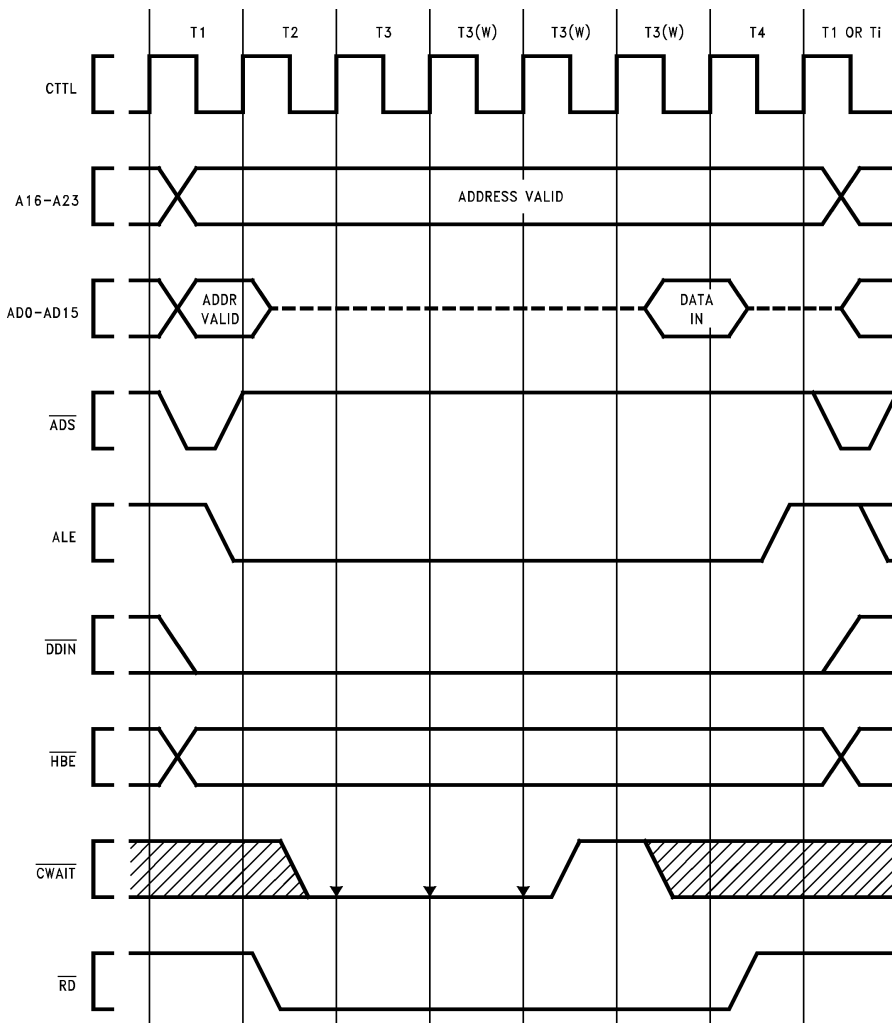 T1 T2 T3 T3(W) T3(W) T3(W) T4 T1 OR Ti
CTTL
A16-A23 ADDRESS VALID
AD0-AD15 ADDR VALID DATA IN
ADS
ALE
DDIN
HBE
CWAIT
RD